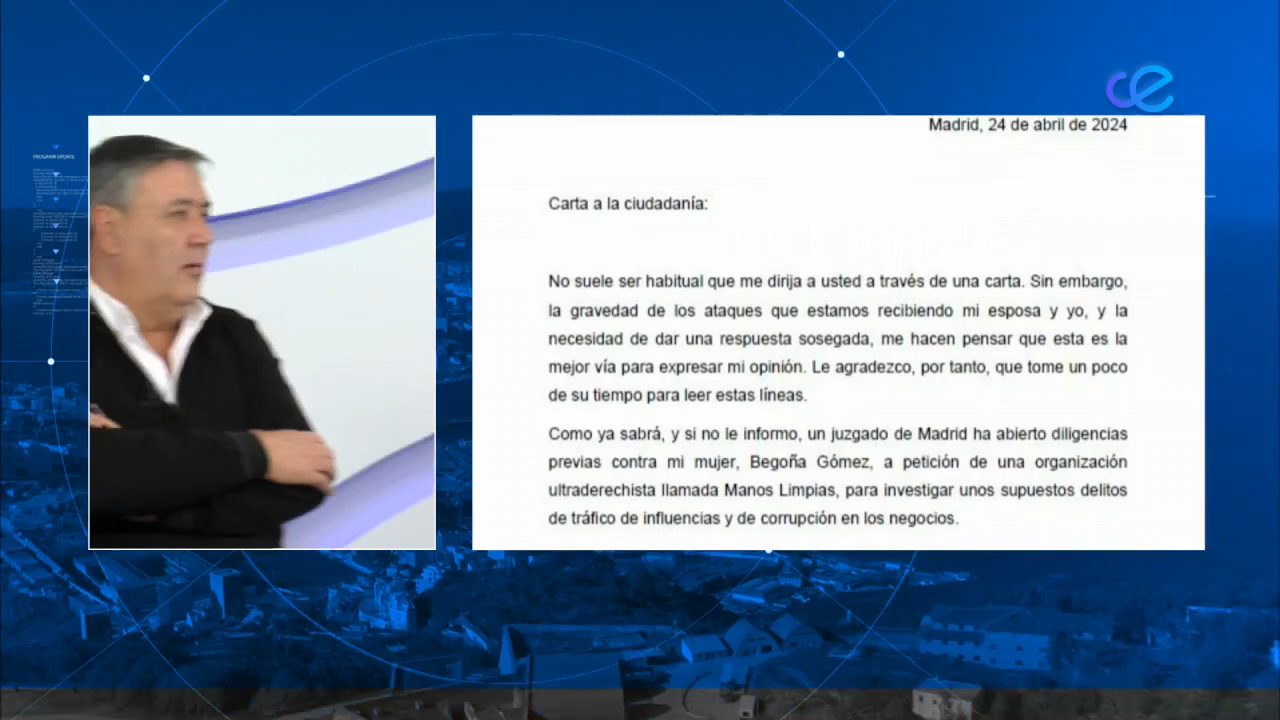 ce
PROGRAM UPDATE
Madrid, 24 de abril de 2024
Carta a la ciudadanía:
No suele ser habitual que me dirija a usted a través de una carta. Sin embargo,
la gravedad de los ataques que estamos recibiendo mi esposa y yo, y la
necesidad de dar una respuesta sosegada, me hacen pensar que esta es la
mejor vía para expresar mi opinión. Le agradezco, por tanto, que tome un poco
de su tiempo para leer estas líneas.
Como ya sabrá, y si no le informo, un juzgado de Madrid ha abierto diligencias
previas contra mi mujer, Begoña Gómez, a petición de una organización
ultraderechista llamada Manos Limpias, para investigar unos supuestos delitos
de tráfico de influencias y de corrupción en los negocios.